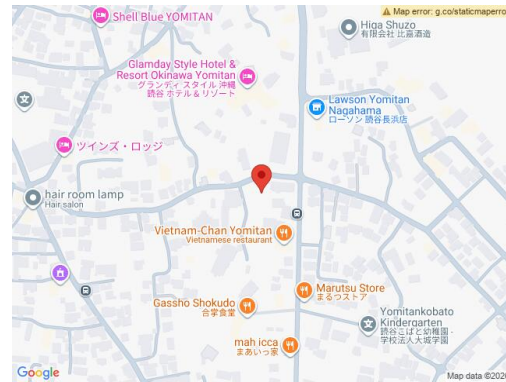 Map error: g.co/staticmaperro
Shell Blue YOMITAN
Higa Shuzo
有限会社 比嘉酒造
Glamday Style Hotel &
Resort Okinawa Yomitan
グランディ スタイル 沖縄
読谷 ホテル & リゾート
Lawson Yomitan
Nagahama
ローソン 読谷長浜店
ツインズ・ロッジ
hair room lamp
Hair salon
Vietnam-Chan Yomitan
Vietnamese restaurant
Marutsu Store
まるつストア
Gassho Shokudo
合掌食堂
Yomitankobato
Kindergarten
読谷こばと幼稚園 -
学校法人大城学園
mah icca
まあいっ家
Google
Map data ©2026